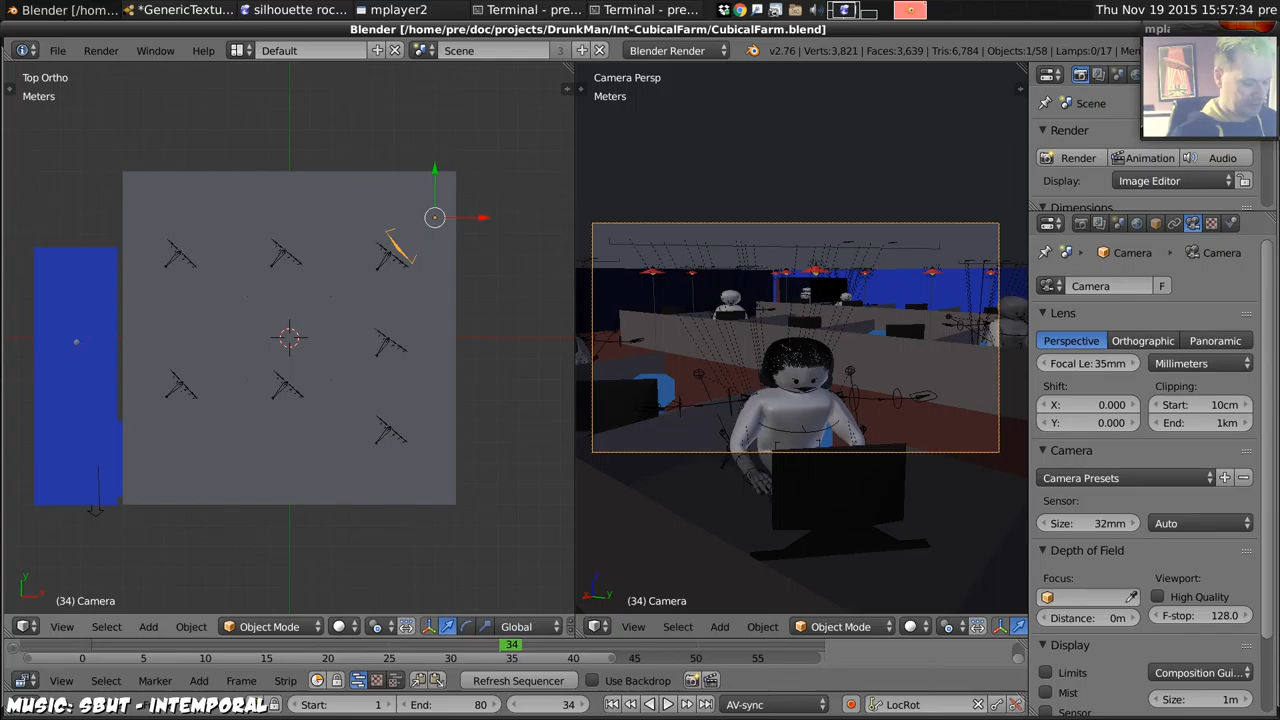 Blender [/home/pre...
*GenericTextu...
silhouette roc...
mplayer2
Terminal - pre...
Terminal - pre...
Thu Nov 19 2015 15:57:34 pre
Blender [/home/pre/doc/projects/DrunkMan/Int-CubicalFarm/CubicalFarm.blend]
mpla
File
Render
Window
Help
Default
Scene
3
Blender Render
v2.76 | Verts:3,821 | Faces:3,639 | Tris:6,784 | Objects:1/58 | Lamps:0/17 | Mem
Top Ortho
Meters
Camera Persp
Meters
Scene
Render
Render
Animation
Audio
Display:
Image Editor
Dimensions
Camera
Camera
Camera
F
Lens
Perspective
Orthographic
Panoramic
Focal Le: 35mm
Millimeters
Shift:
Clipping:
X: 0.000
Start: 10cm
Y: 0.000
End: 1km
Camera
Camera Presets
Sensor:
Size: 32mm
Auto
Depth of Field
Focus:
Viewport:
High Quality
Distance: 0m
F-stop: 128.0
Display
Limits
Composition Gui...
Mist
Size: 1m
Sensor
y
x
(34) Camera
z
x
y
(34) Camera
View
Select
Add
Object
Object Mode
Global
View
Select
Add
Object
Object Mode
34
0
5
10
15
20
25
30
35
40
45
50
55
View
Select
Marker
Add
Frame
Strip
Refresh Sequencer
Use Backdrop
MUSIC: SBUT - INTEMPORAL
Start: 1
End: 80
34
AV-sync
LocRot